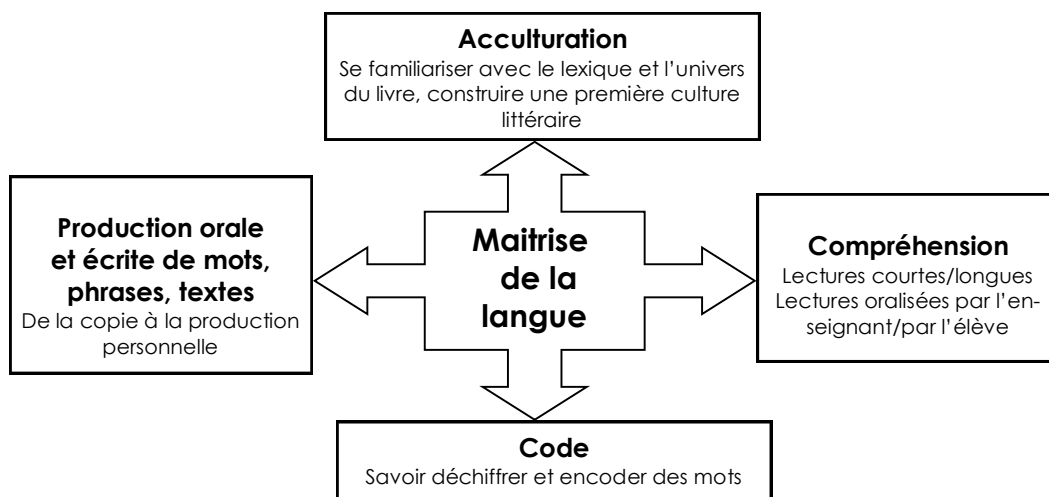 Acculturation
Se familiariser avec le lexique et l’univers
du livre, construire une première culture
littéraire
Production orale
et écrite de mots,
phrases, textes
De la copie à la production
personnelle
Maitrise
de la
langue
Compréhension
Lectures courtes/longues
Lectures oralisées par l’en-
seignant/par l’élève
Code
Savoir déchiffrer et encoder des mots